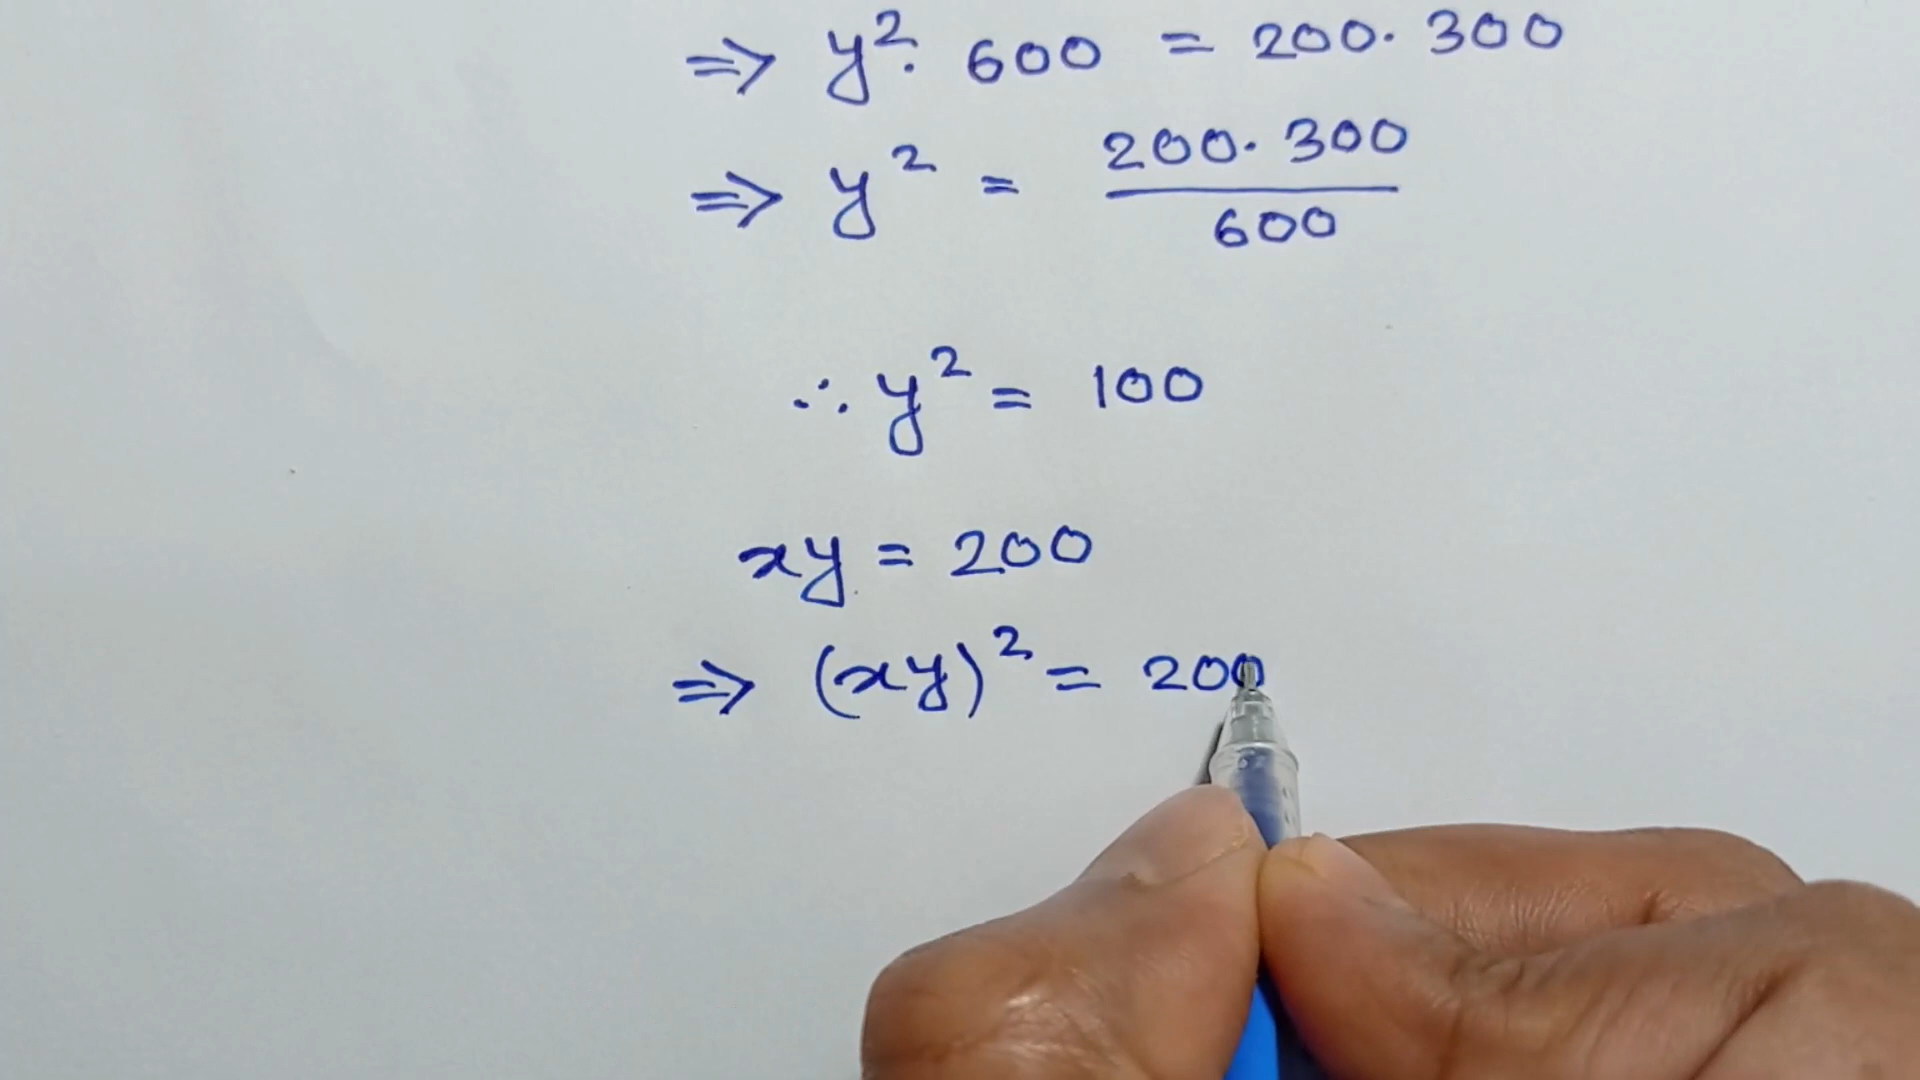 ⇒ y². 600 = 200. 300
⇒ y² = 200. 300 / 600
∴ y² = 100
xy = 200
⇒ (xy)² = 200